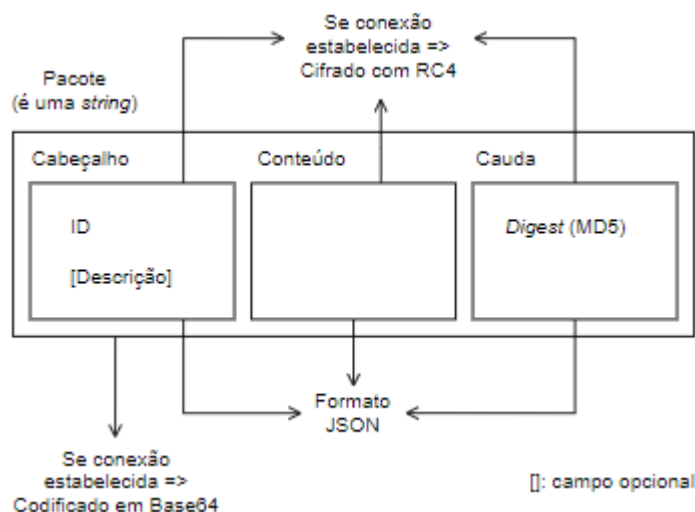 Se conexão
estabelecida =>
Cifrado com RC4
Pacote
(é uma string)
Cabeçalho
Conteúdo
Cauda
ID
[Descrição]
Digest (MD5)
Formato
JSON
Se conexão
estabelecida =>
Codificado em Base64
[]: campo opcional